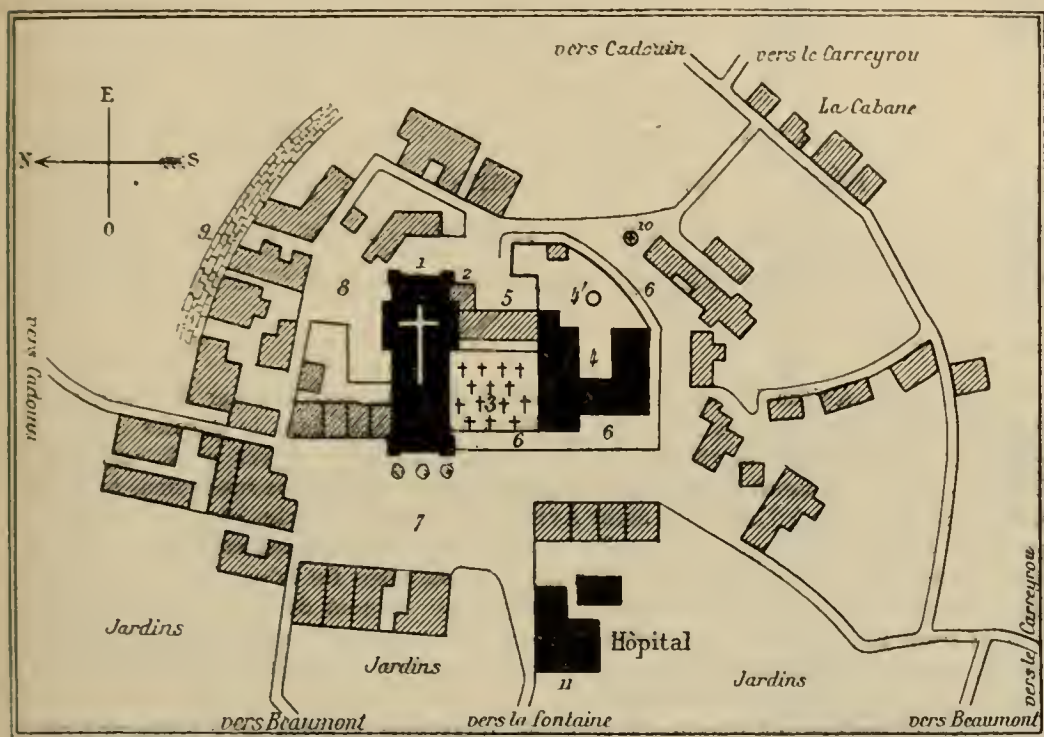 vers Cadouin
vers le Carreyrou
La Cabane
E
N
S
O
9
1
2
10
8
5
4'
6
4
3
6
6
vers Cadouin
7
Jardins
Hôpital
Jardins
11
Jardins
vers le Carreyrou
vers Beaumont
vers la fontaine
vers Beaumont